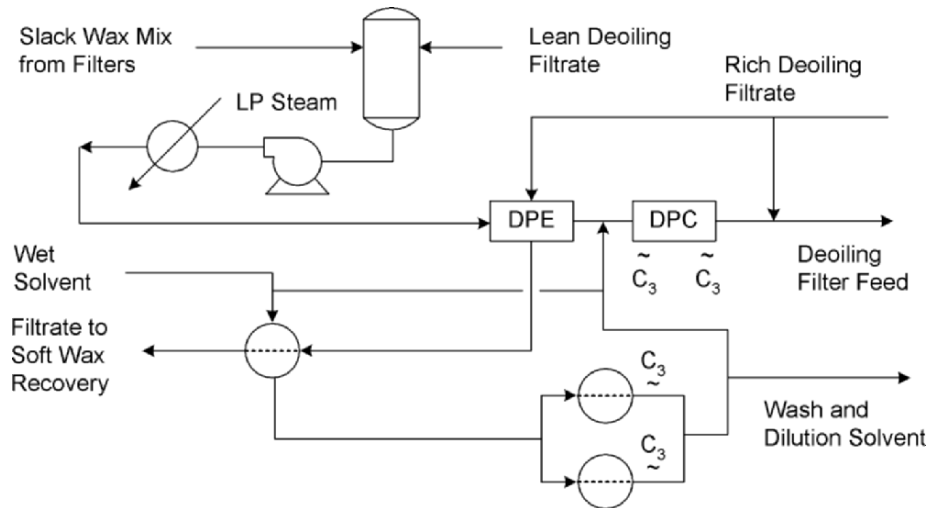 Slack Wax Mix
from Filters
Lean Deoiling
Filtrate
Rich Deoiling
Filtrate
LP Steam
DPE
DPC
~ ~
C₃ C₃
Deoiling
Filter Feed
Wet
Solvent
Filtrate to
Soft Wax
Recovery
C₃
~
C₃
~
Wash and
Dilution Solvent